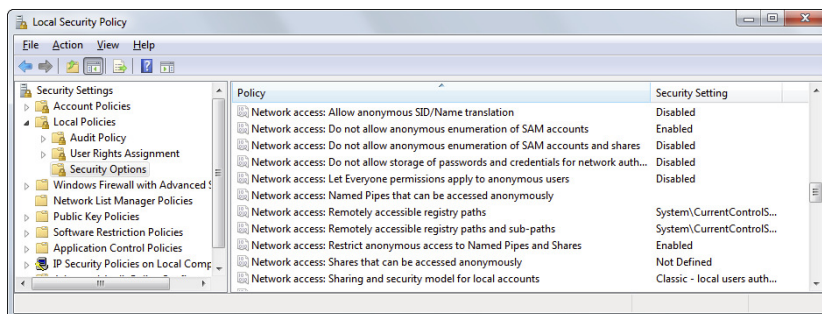 Local Security Policy
File Action View Help
Security Settings
Account Policies
Local Policies
Audit Policy
User Rights Assignment
Security Options
Windows Firewall with Advanced
Network List Manager Policies
Public Key Policies
Software Restriction Policies
Application Control Policies
IP Security Policies on Local Comp
Policy Security Setting
Network access: Allow anonymous SID/Name translation Disabled
Network access: Do not allow anonymous enumeration of SAM accounts Enabled
Network access: Do not allow anonymous enumeration of SAM accounts and shares Disabled
Network access: Do not allow storage of passwords and credentials for network auth... Disabled
Network access: Let Everyone permissions apply to anonymous users Disabled
Network access: Named Pipes that can be accessed anonymously
Network access: Remotely accessible registry paths System\CurrentControlS...
Network access: Remotely accessible registry paths and sub-paths System\CurrentControlS...
Network access: Restrict anonymous access to Named Pipes and Shares Enabled
Network access: Shares that can be accessed anonymously Not Defined
Network access: Sharing and security model for local accounts Classic - local users auth...